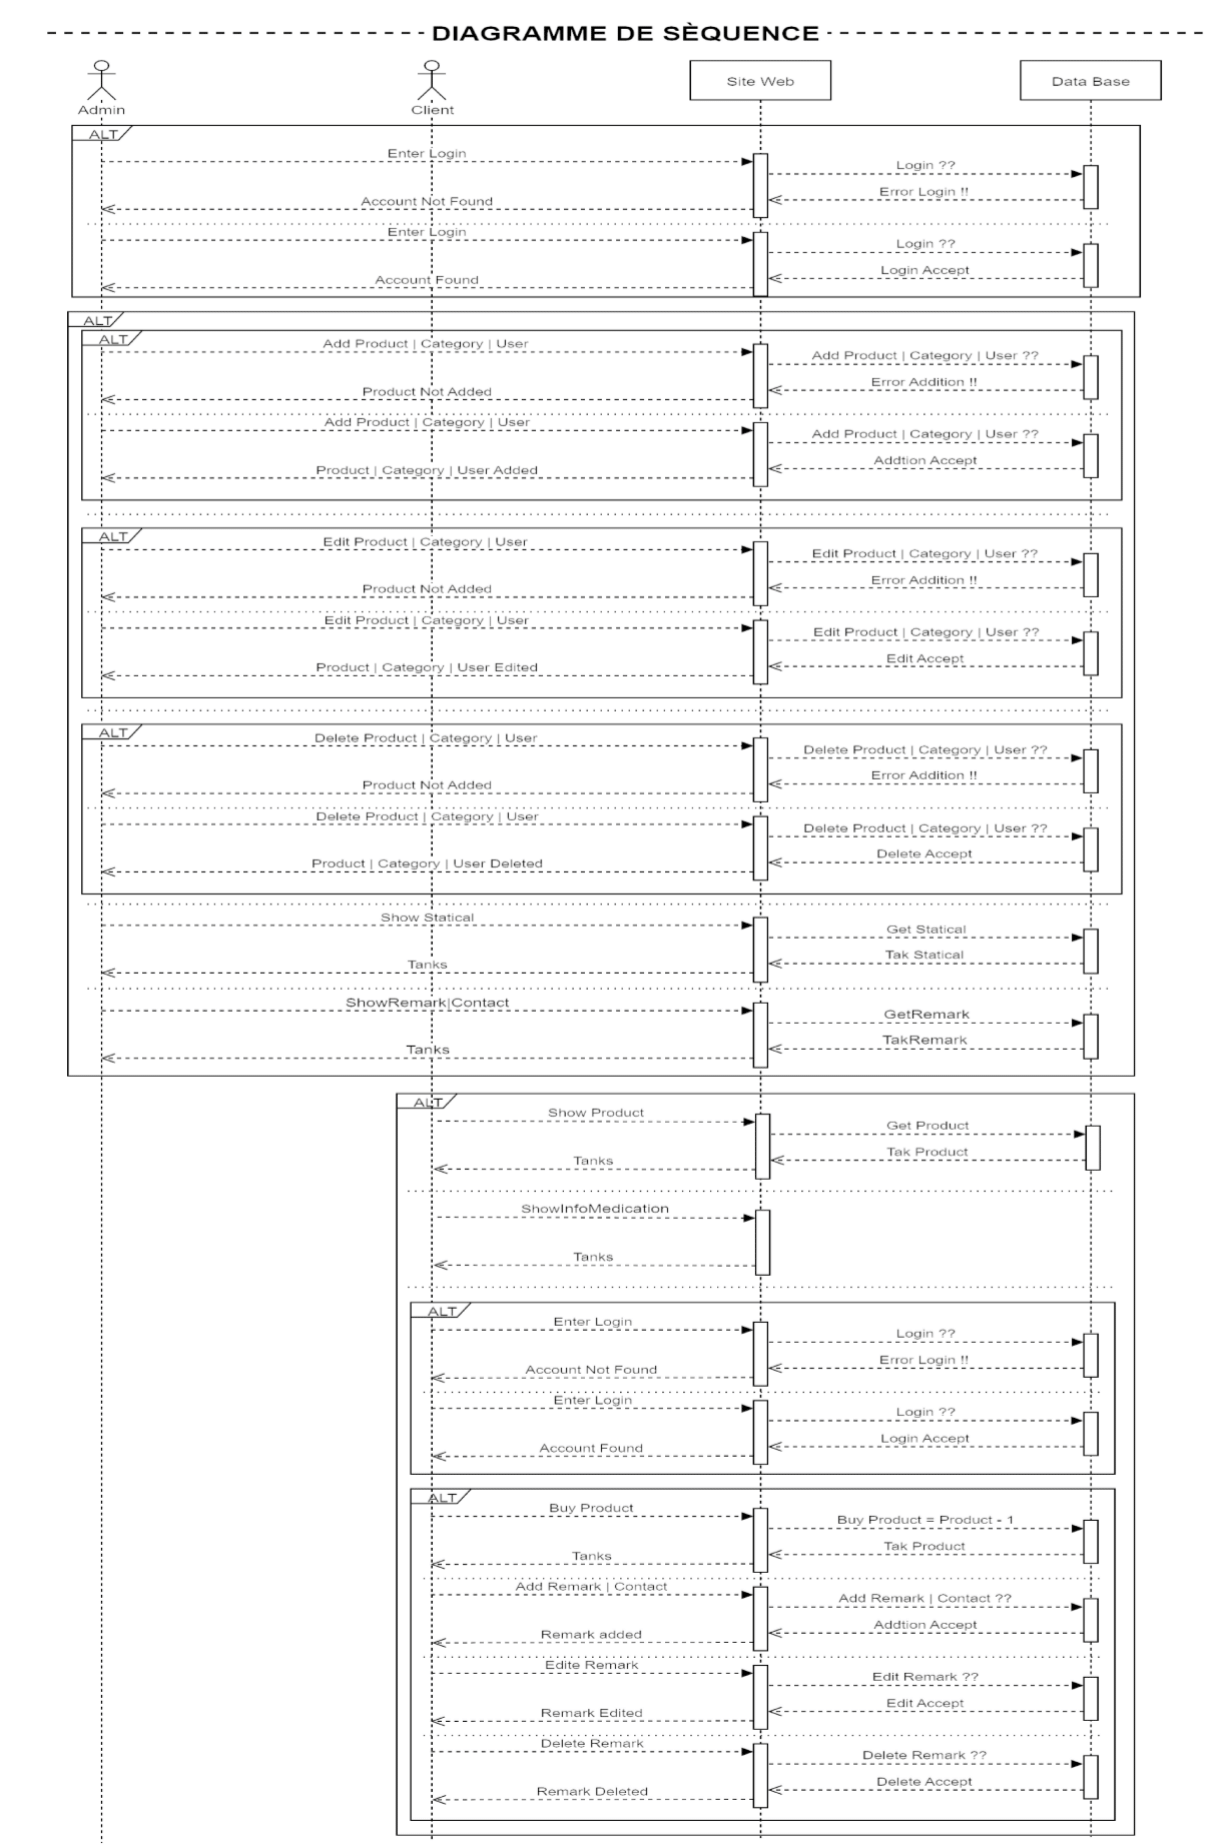 DIAGRAMME DE SÈQUENCE
Admin
Client
Site Web
Data Base
ALT
Enter Login
Login ??
Error Login !!
Account Not Found
Enter Login
Login ??
Login Accept
Account Found
ALT
ALT
Add Product | Category | User
Add Product | Category | User ??
Error Addition !!
Product Not Added
Add Product | Category | User
Add Product | Category | User ??
Addtion Accept
Product | Category | User Added
ALT
Edit Product | Category | User
Edit Product | Category | User ??
Error Addition !!
Product Not Added
Edit Product | Category | User
Edit Product | Category | User ??
Edit Accept
Product | Category | User Edited
ALT
Delete Product | Category | User
Delete Product | Category | User ??
Error Addition !!
Product Not Added
Delete Product | Category | User
Delete Product | Category | User ??
Delete Accept
Product | Category | User Deleted
Show Statical
Get Statical
Tak Statical
Tanks
ShowRemark|Contact
GetRemark
TakRemark
Tanks
ALT
Show Product
Get Product
Tak Product
Tanks
ShowInfoMedication
Tanks
ALT
Enter Login
Login ??
Error Login !!
Account Not Found
Enter Login
Login ??
Login Accept
Account Found
ALT
Buy Product
Buy Product = Product - 1
Tak Product
Tanks
Add Remark | Contact
Add Remark | Contact ??
Addtion Accept
Remark added
Edite Remark
Edit Remark ??
Edit Accept
Remark Edited
Delete Remark
Delete Remark ??
Delete Accept
Remark Deleted